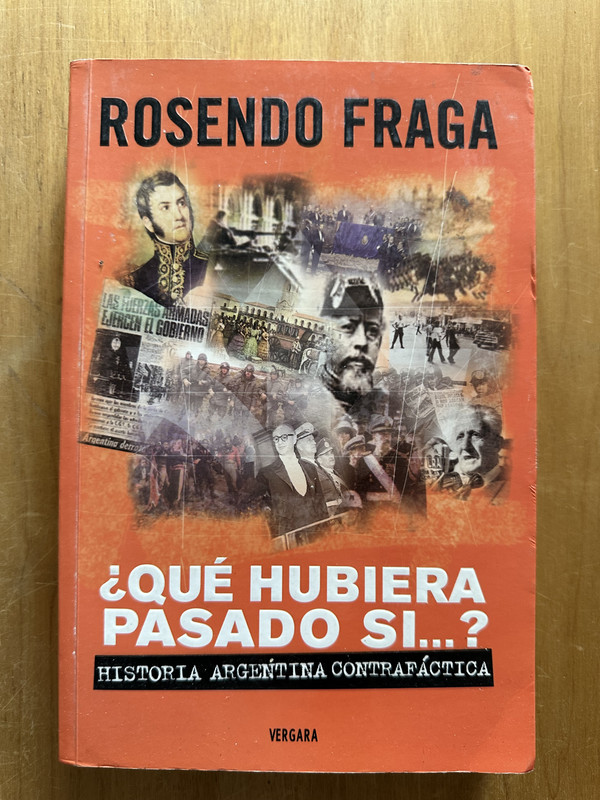 ROSENDO FRAGA
LAS FUERZAS ARMADAS
EJERCEN EL GOBIERNO
¿QUÉ HUBIERA
PASADO SI...?
HISTORIA ARGENTINA CONTRAFÁCTICA
VERGARA